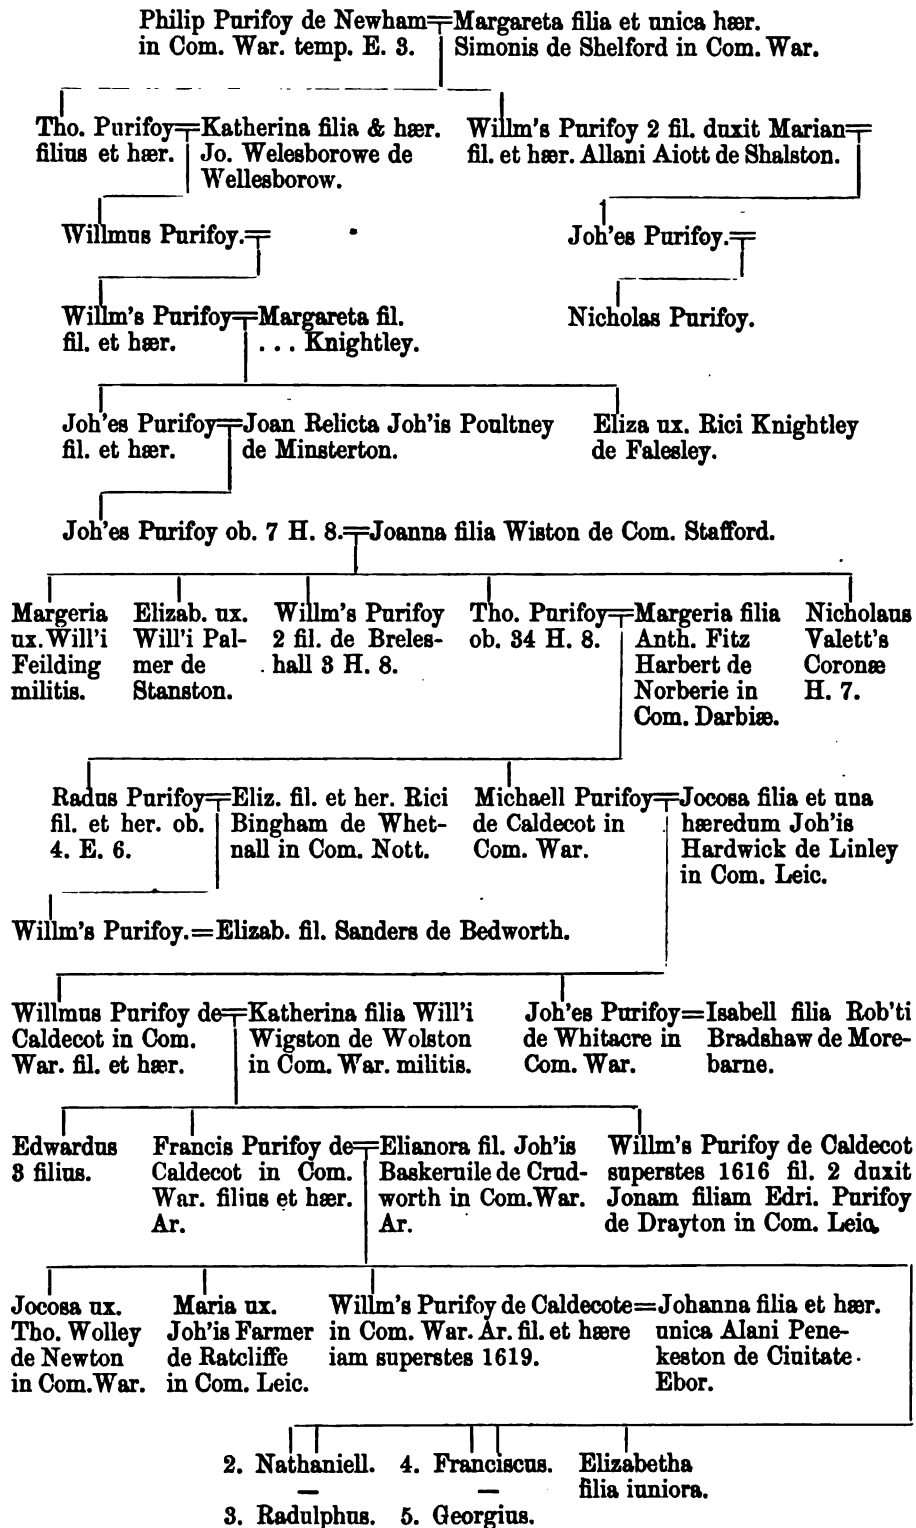 Philip Purifoy de Newham=Margareta filia et unica hær.
in Com. War. temp. E. 3. Simonis de Shelford in Com. War.
Tho. Purifoy=Katherina filia & hær.
filius et hær. Jo. Welesborowe de
Wellesborow.
Willm's Purifoy 2 fil. duxit Marian=
fil. et hær. Allani Aiott de Shalston.
Willmus Purifoy.=
Joh'es Purifoy.=
Willm's Purifoy=Margareta fil.
fil. et hær. . . . Knightley.
Nicholas Purifoy.
Joh'es Purifoy=Joan Relicta Joh'is Poultney
fil. et hær. de Minsterton.
Eliza ux. Rici Knightley
de Falesley.
Joh'es Purifoy ob. 7 H. 8.=Joanna filia Wiston de Com. Stafford.
Margeria
ux. Will'i
Feilding
militis.
Elizab. ux.
Will'i Pal-
mer de
Stanston.
Willm's Purifoy
2 fil. de Breles-
hall 3 H. 8.
Tho. Purifoy=Margeria filia
ob. 34 H. 8. Anth. Fitz
Harbert de
Norberie in
Com. Darbiæ.
Nicholaus
Valett's
Coronæ
H. 7.
Radus Purifoy=Eliz. fil. et her. Rici
fil. et her. ob. Bingham de Whet-
4. E. 6. nall in Com. Nott.
Michaell Purifoy=Jocosa filia et una
de Caldecot in hæredum Joh'is
Com. War. Hardwick de Linley
in Com. Leic.
Willm's Purifoy.=Elizab. fil. Sanders de Bedworth.
Willmus Purifoy de=Katherina filia Will'i
Caldecot in Com. Wigston de Wolston
War. fil. et hær. in Com. War. militis.
Joh'es Purifoy=Isabell filia Rob'ti
de Whitacre in Bradshaw de More-
Com. War. barne.
Edwardus
3 filius.
Francis Purifoy de=Elianora fil. Joh'is
Caldecot in Com. Baskeruile de Crud-
War. filius et hær. worth in Com. War.
Ar. Ar.
Willm's Purifoy de Caldecot
superstes 1616 fil. 2 duxit
Jonam filiam Edri. Purifoy
de Drayton in Com. Leic.
Jocosa ux.
Tho. Wolley
de Newton
in Com. War.
Maria ux.
Joh'is Farmer
de Ratcliffe
in Com. Leic.
Willm's Purifoy de Caldecote=Johanna filia et hær.
in Com. War. Ar. fil. et hære unica Alani Pene-
iam superstes 1619. keston de Ciuitate
Ebor.
2. Nathaniell. 4. Franciscus. Elizabetha
filia iuniora.
3. Radulphus. 5. Georgius.